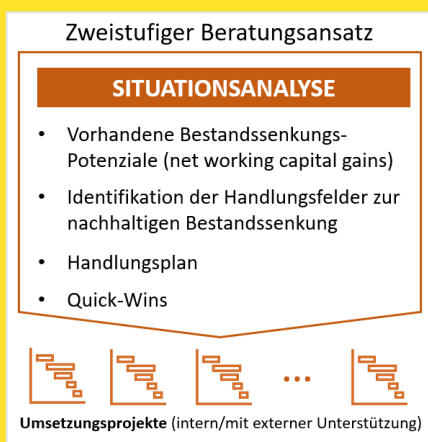 Zweistufiger Beratungsansatz
SITUATIONSANALYSE
• Vorhandene Bestandssenkungs-
Potenziale (net working capital gains)
• Identifikation der Handlungsfelder zur
nachhaltigen Bestandssenkung
• Handlungsplan
• Quick-Wins
...
Umsetzungsprojekte (intern/mit externer Unterstützung)